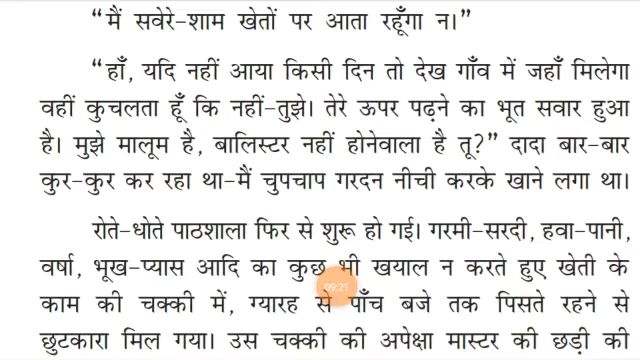 “मैं सवेरे-शाम खेतों पर आता रहूँगा न।”
“हाँ, यदि नहीं आया किसी दिन तो देख गाँव में जहाँ मिलेगा
वहीं कुचलता हूँ कि नहीं-तुझे। तेरे ऊपर पढ़ने का भूत सवार हुआ
है। मुझे मालूम है, बालिस्टर नहीं होनेवाला है तू?” दादा बार-बार
कुर-कुर कर रहा था-मैं चुपचाप गरदन नीची करके खाने लगा था।
रोते-धोते पाठशाला फिर से शुरू हो गई। गरमी-सरदी, हवा-पानी,
वर्षा, भूख-प्यास आदि का कुछ भी खयाल न करते हुए खेती के
09:21
काम की चक्की में, ग्यारह से पाँच बजे तक पिसते रहने से
छुटकारा मिल गया। उस चक्की की अपेक्षा मास्टर की छड़ी की